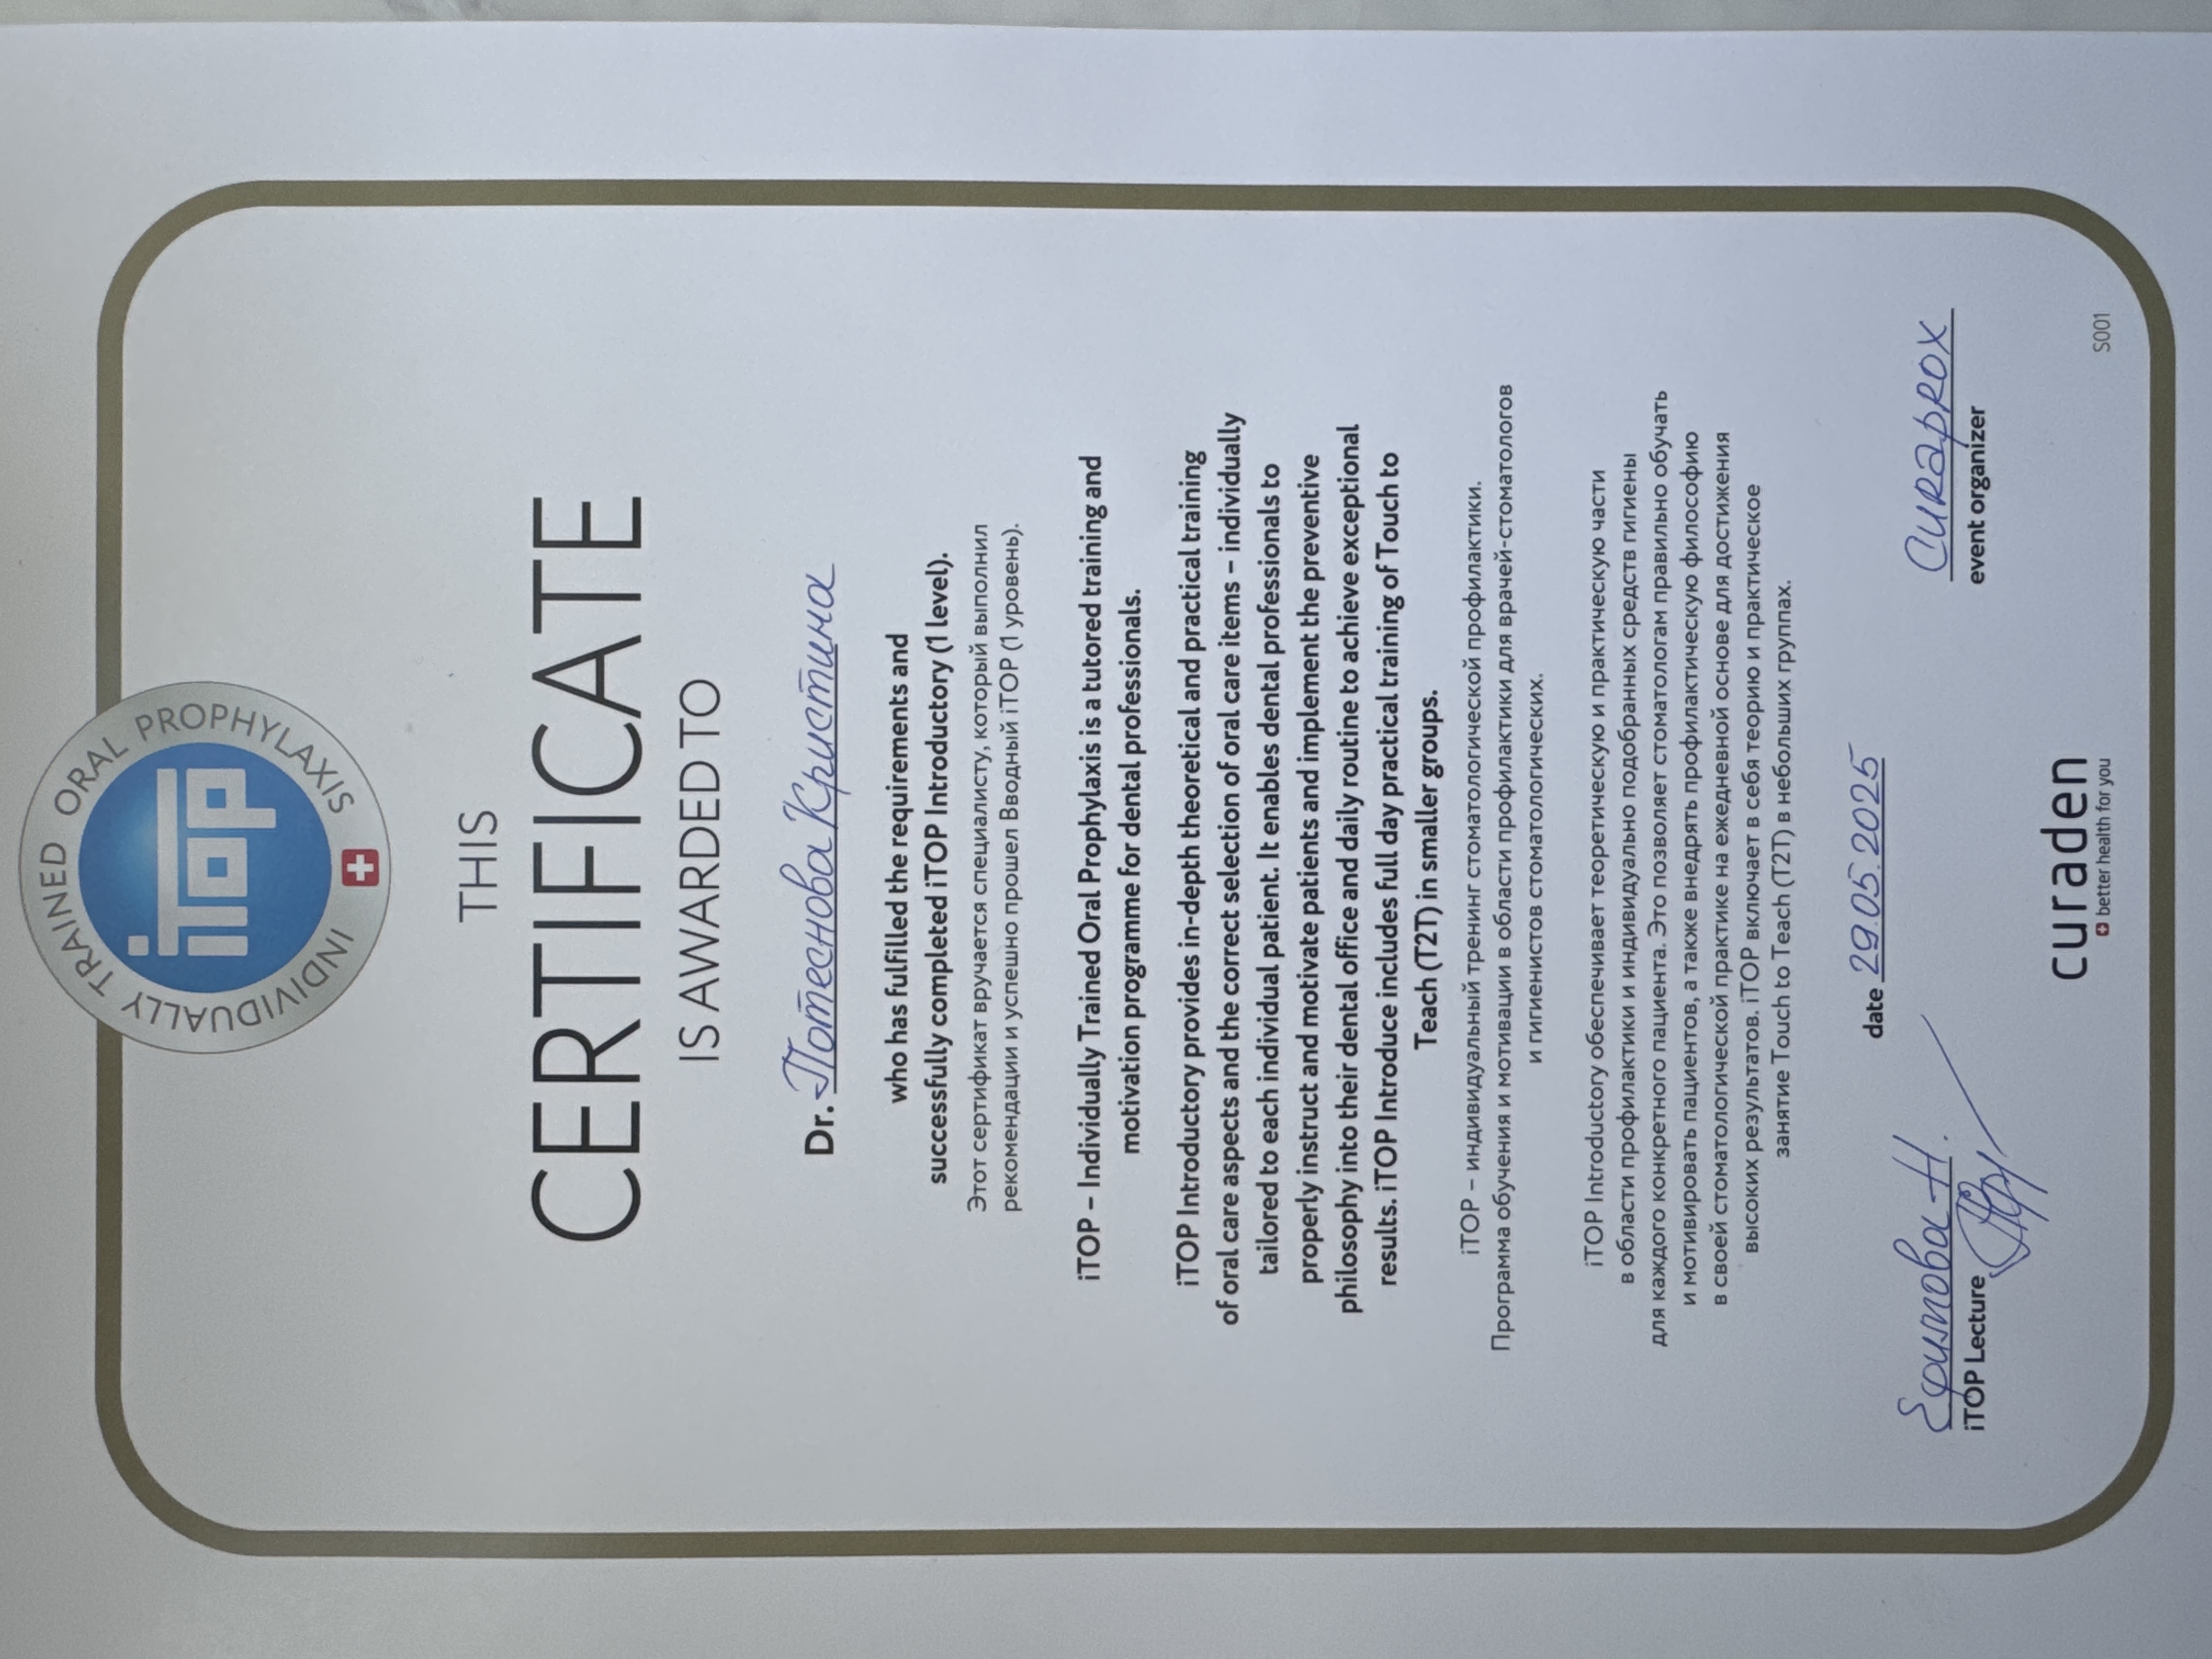 INDIVIDUALLY TRAINED ORAL PROPHYLAXIS
iTOP
THIS
CERTIFICATE
IS AWARDED TO
Dr. Потеснова Кристина
who has fulfilled the requirements and
successfully completed iTOP Introductory (1 level).
Этот сертификат вручается специалисту, который выполнил
рекомендации и успешно прошел Вводный iTOP (1 уровень).
iTOP – Individually Trained Oral Prophylaxis is a tutored training and
motivation programme for dental professionals.
iTOP Introductory provides in-depth theoretical and practical training
of oral care aspects and the correct selection of oral care items – individually
tailored to each individual patient. It enables dental professionals to
properly instruct and motivate patients and implement the preventive
philosophy into their dental office and daily routine to achieve exceptional
results. iTOP Introduce includes full day practical training of Touch to
Teach (T2T) in smaller groups.
iTOP – индивидуальный тренинг стоматологической профилактики.
Программа обучения и мотивации в области профилактики для врачей-стоматологов
и гигиенистов стоматологических.
iTOP Introductory обеспечивает теоретическую и практическую части
в области профилактики и индивидуально подобранных средств гигиены
для каждого конкретного пациента. Это позволяет стоматологам правильно обучать
и мотивировать пациентов, а также внедрять профилактическую философию
в своей стоматологической практике на ежедневной основе для достижения
высоких результатов. iTOP включает в себя теорию и практическое
занятие Touch to Teach (T2T) в небольших группах.
date 29.05.2025
Ефимова Н.
iTOP Lecture
Curaprox
event organizer
curaden
better health for you
S001